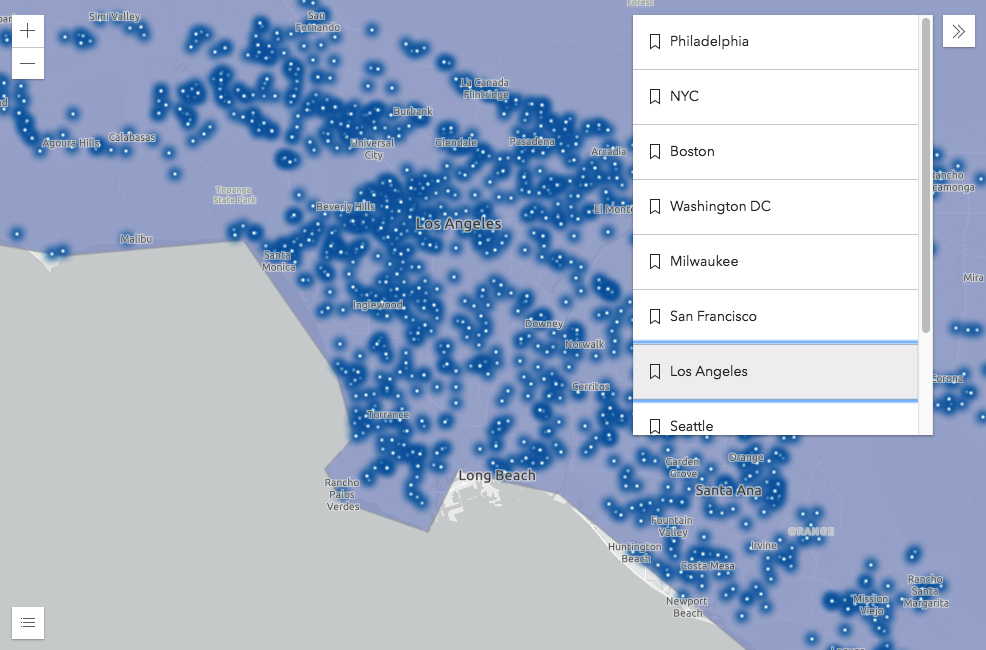 Forest
Simi Valley
San
Fernando
La Canada
Flintridge
Burbank
Agoura Hills
Calabasas
Universal
City
Glendale
Pasadena
Arcadia
Topanga
State Park
Beverly Hills
Los Angeles
El Monte
Malibu
Santa
Monica
Inglewood
Downey
Norwalk
Cerritos
Torrance
Rancho
Palos
Verdes
Long Beach
Garden
Grove
Orange
Santa Ana
Fountain
Valley
ORANGE
Huntington
Beach
Irvine
Costa Mesa
Newport
Beach
Mission
Viejo
Rancho
Santa
Margarita
Corona
Mira
Philadelphia
NYC
Boston
Washington DC
Milwaukee
San Francisco
Los Angeles
Seattle